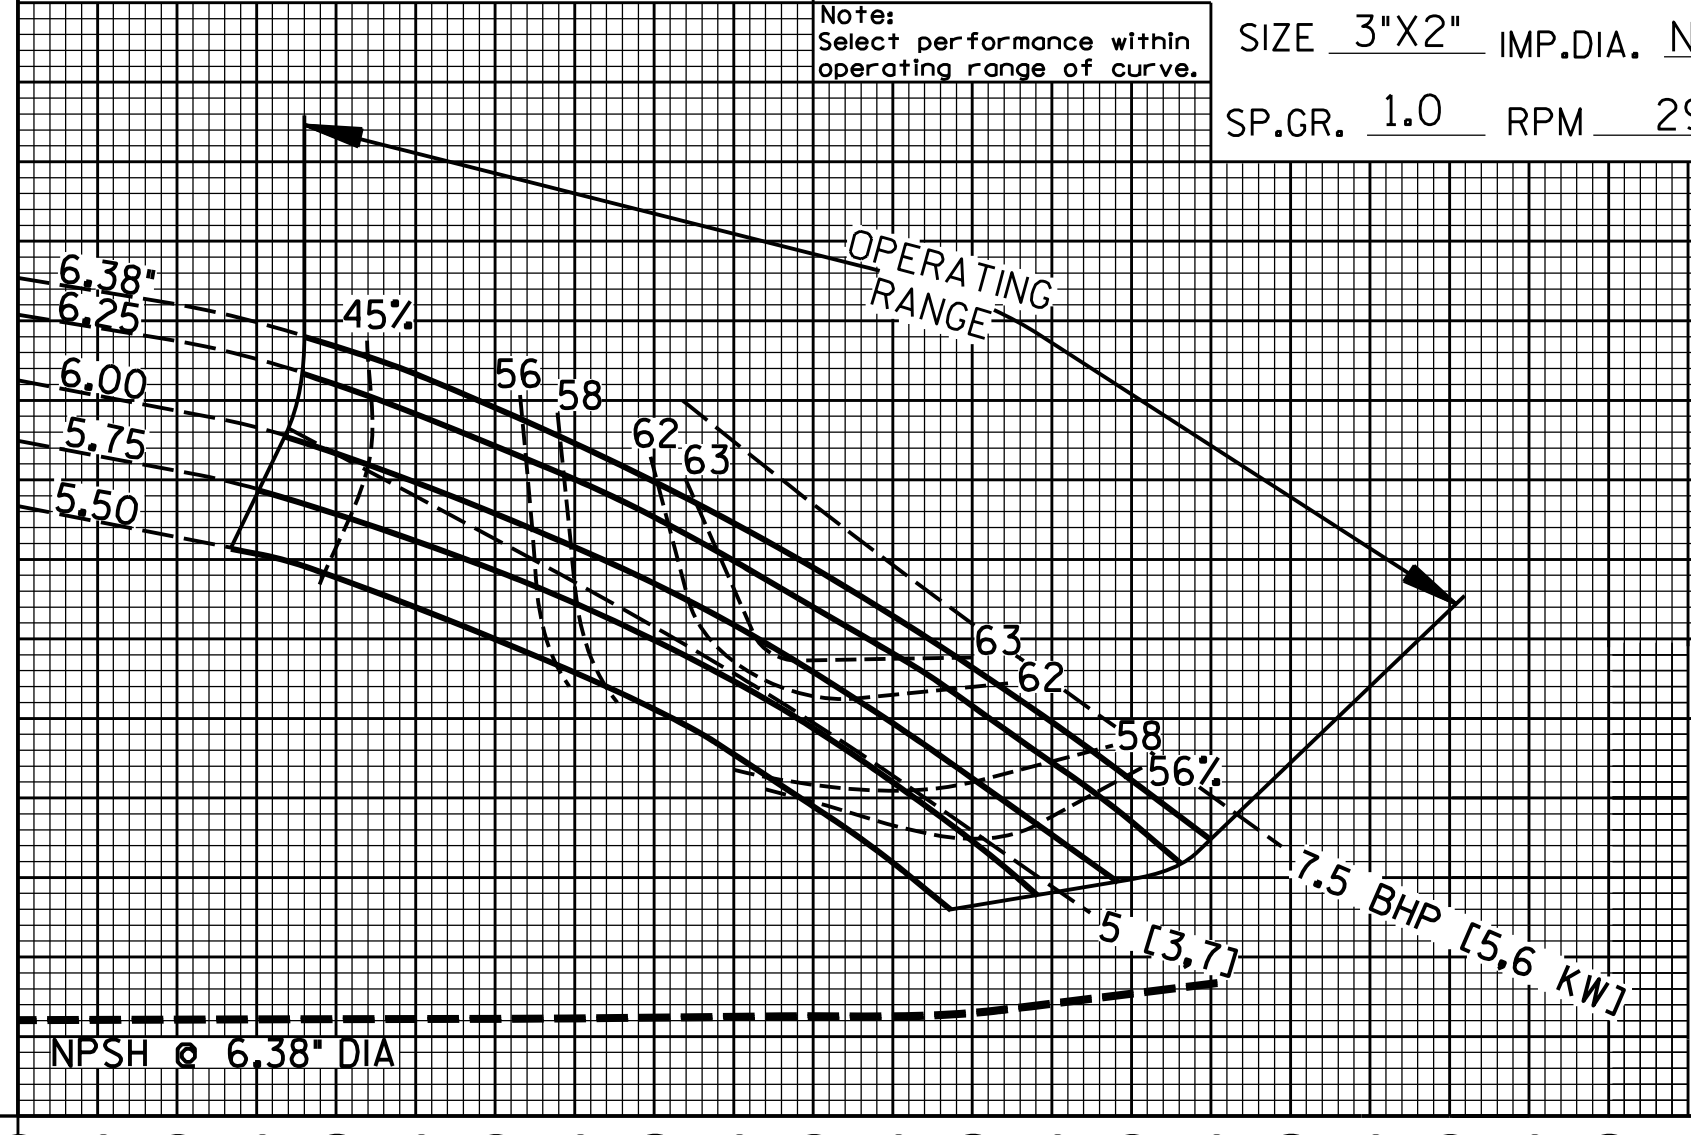 Note:
Select performance within
operating range of curve.
SIZE 3"X2" IMP.DIA.
SP.GR. 1.0 RPM
OPERATING
RANGE
6.38"
6.25
6.00
5.75
5.50
45%
56
58
62
63
63
62
58
56%
7.5 BHP [5,6 KW]
5 [3,7]
NPSH @ 6.38" DIA